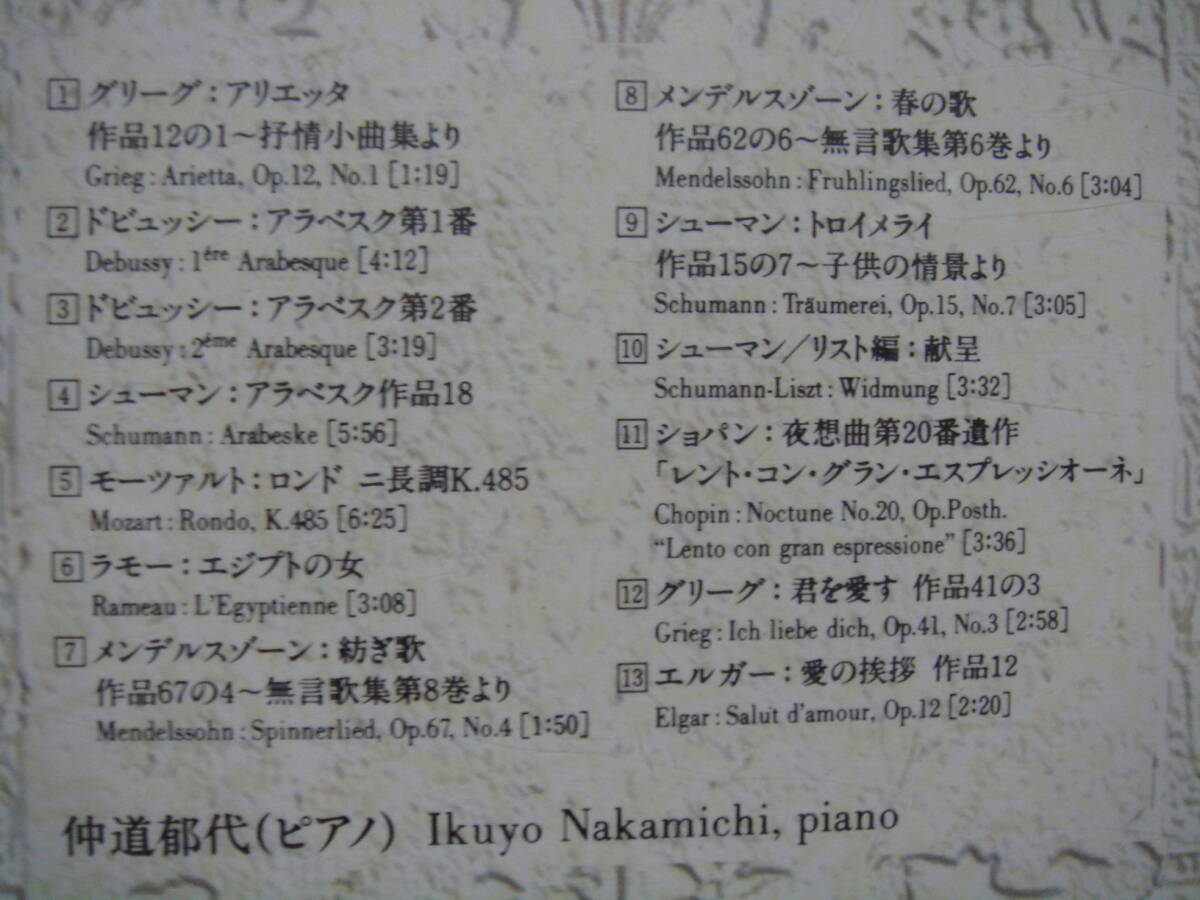 1 グリーグ：アリエッタ
作品12の1～抒情小曲集より
Grieg : Arietta, Op.12, No.1 [1:19]
2 ドビュッシー：アラベスク第1番
Debussy : 1ére Arabesque [4:12]
3 ドビュッシー：アラベスク第2番
Debussy : 2éme Arabesque [3:19]
4 シューマン：アラベスク作品18
Schumann : Arabeske [5:56]
5 モーツァルト：ロンド ニ長調K.485
Mozart : Rondo, K.485 [6:25]
6 ラモー：エジプトの女
Rameau : L'Egyptienne [3:08]
7 メンデルスゾーン：紡ぎ歌
作品67の4～無言歌集第8巻より
Mendelssohn : Spinnerlied, Op.67, No.4 [1:50]
8 メンデルスゾーン：春の歌
作品62の6～無言歌集第6巻より
Mendelssohn : Fruhlingslied, Op.62, No.6 [3:04]
9 シューマン：トロイメライ
作品15の7～子供の情景より
Schumann : Träumerei, Op.15, No.7 [3:05]
10 シューマン／リスト編：献呈
Schumann-Liszt : Widmung [3:32]
11 ショパン：夜想曲第20番遺作
「レント・コン・グラン・エスプレッシオーネ」
Chopin : Noctune No.20, Op.Posth.
“Lento con gran espressione” [3:36]
12 グリーグ：君を愛す 作品41の3
Grieg : Ich liebe dich, Op.41, No.3 [2:58]
13 エルガー：愛の挨拶 作品12
Elgar : Salut d'amour, Op.12 [2:20]
仲道郁代(ピアノ) Ikuyo Nakamichi, piano